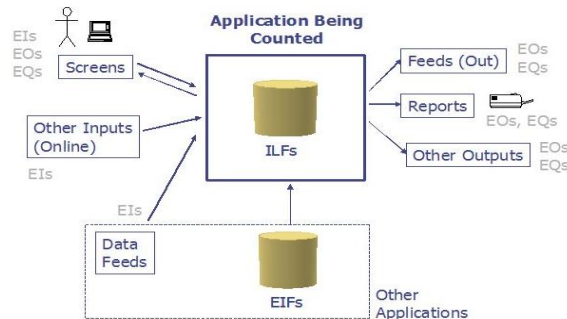 Application Being
Counted
EIs
EOs
EQs
Screens
Other Inputs
(Online)
EIs
EIs
Data
Feeds
ILFs
EIFs
Other
Applications
Feeds (Out)
EOs
EQs
Reports
EOs, EQs
Other Outputs
EOs
EQs